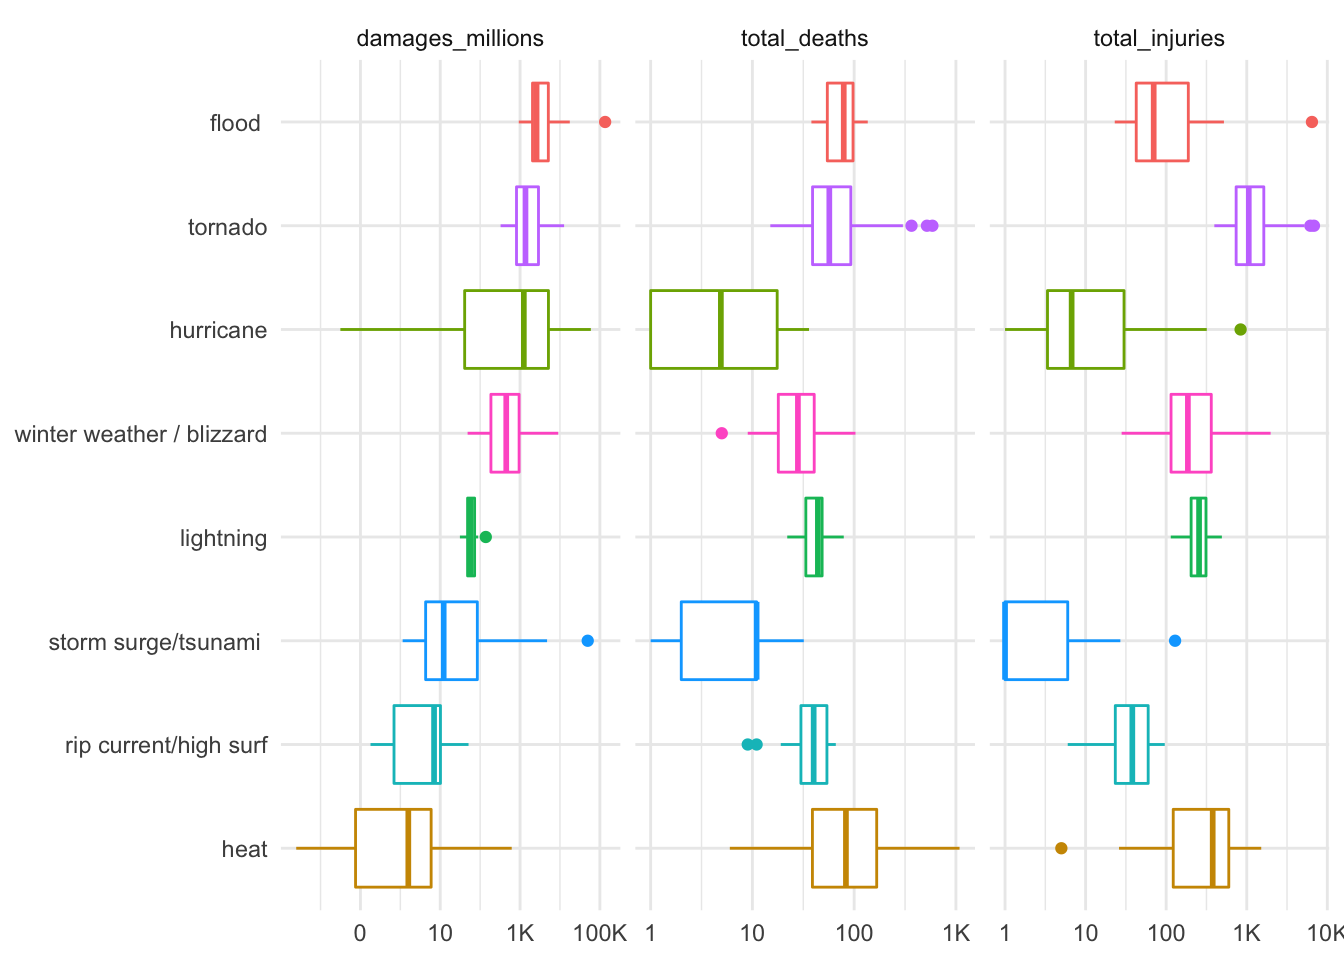 damages_millions total_deaths total_injuries
flood
tornado
hurricane
winter weather / blizzard
lightning
storm surge/tsunami
rip current/high surf
heat
0 10 1K 100K 1 10 100 1K 1 10 100 1K 10K